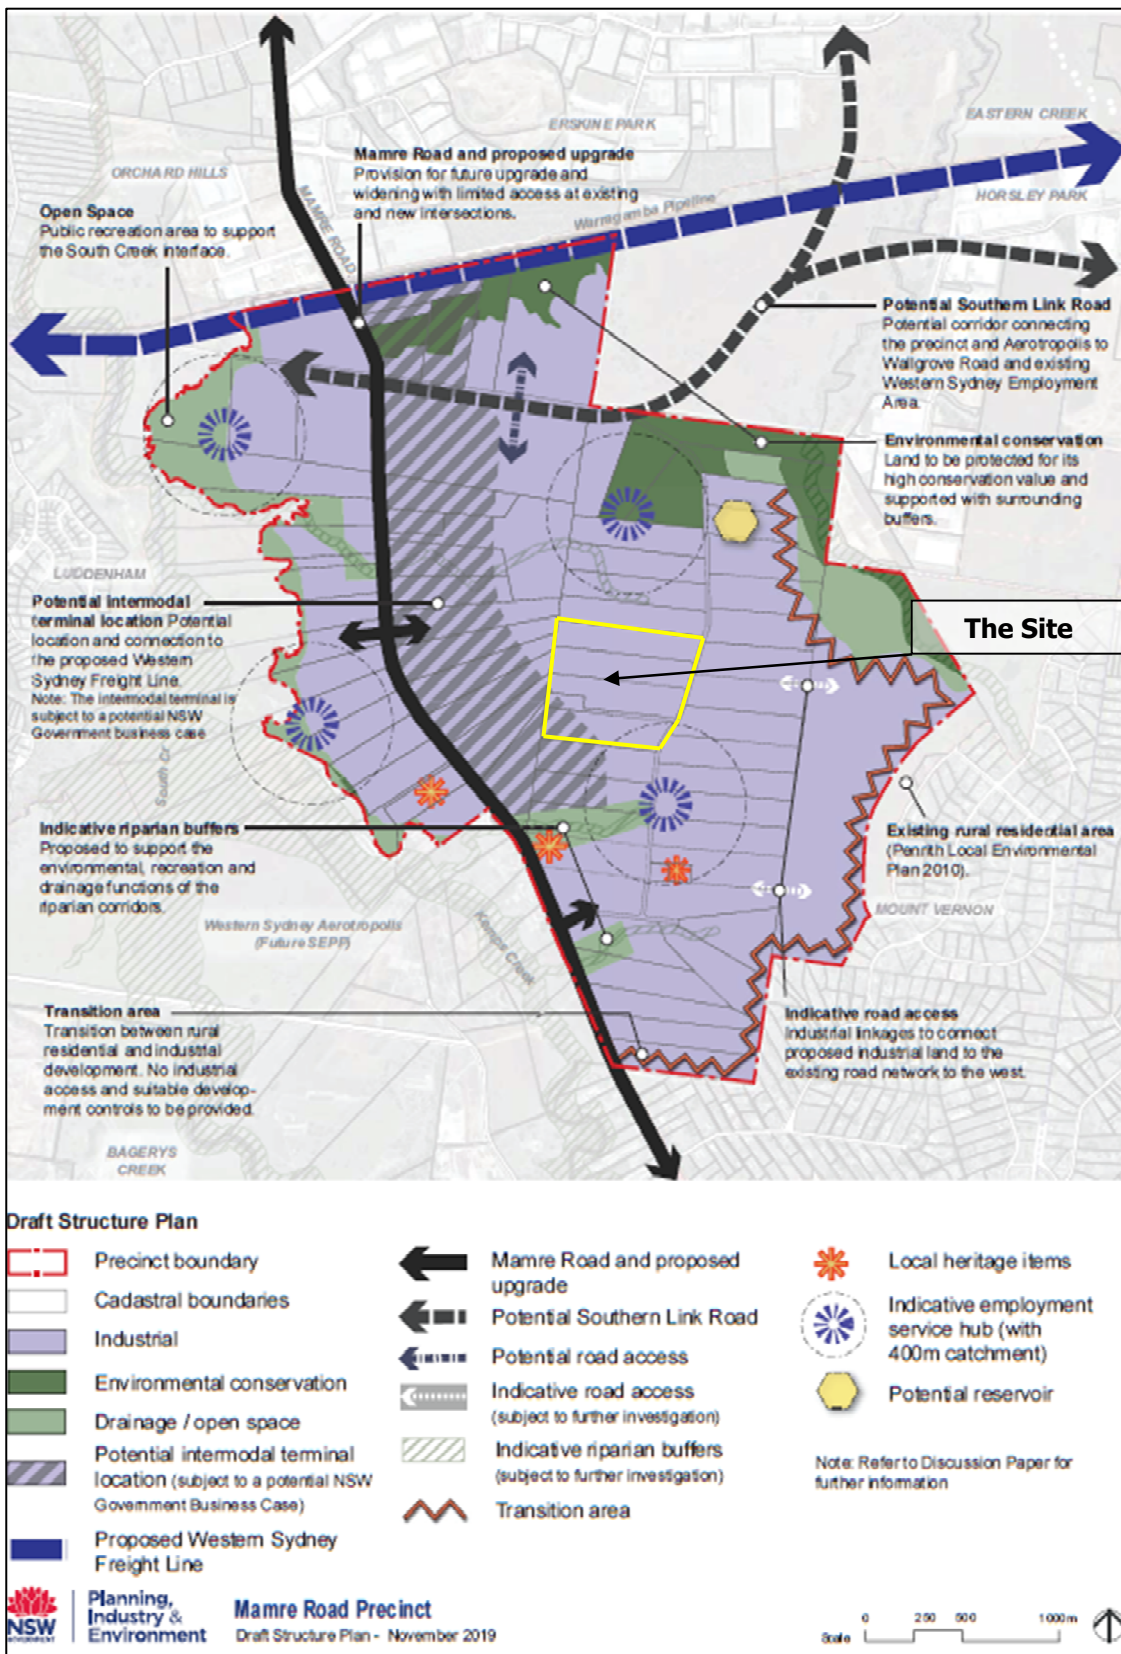 ERSKINE PARK
EASTERN CREEK
ORCHARD HILLS
Mamre Road and proposed upgrade
Provision for future upgrade and
widening with limited access at existing
and new intersections.
HORSLEY PARK
MAMRE ROAD
Warragamba Pipeline
Open Space
Public recreation area to support
the South Creek interface.
Potential Southern Link Road
Potential corridor connecting
the precinct and Aerotropolis to
Wallgrove Road and existing
Western Sydney Employment
Area.
Environmental conservation
Land to be protected for its
high conservation value and
supported with surrounding
buffers.
LUDDENHAM
Potential intermodal
terminal location Potential
location and connection to
the proposed Western
Sydney Freight Line.
Note: The intermodal terminal is
subject to a potential NSW
Government business case
The Site
South Cr
Indicative riparian buffers
Proposed to support the
environmental, recreation and
drainage functions of the
riparian corridors.
Existing rural residential area
(Penrith Local Environmental
Plan 2010).
MOUNT VERNON
Western Sydney Aerotropolis
(Future SEPP)
Kemps Creek
Transition area
Transition between rural
residential and industrial
development. No industrial
access and suitable develop-
ment controls to be provided.
Indicative road access
Industrial linkages to connect
proposed industrial land to the
existing road network to the west.
BAGERYS
CREEK
Draft Structure Plan
Precinct boundary
Cadastral boundaries
Industrial
Environmental conservation
Drainage / open space
Potential intermodal terminal
location (subject to a potential NSW
Government Business Case)
Proposed Western Sydney
Freight Line
Mamre Road and proposed
upgrade
Potential Southern Link Road
Potential road access
Indicative road access
(subject to further investigation)
Indicative riparian buffers
(subject to further investigation)
Transition area
Local heritage items
Indicative employment
service hub (with
400m catchment)
Potential reservoir
Note: Refer to Discussion Paper for
further information
NSW
GOVERNMENT
Planning,
Industry &
Environment
Mamre Road Precinct
Draft Structure Plan - November 2019
Scale
0 250 500 1000m